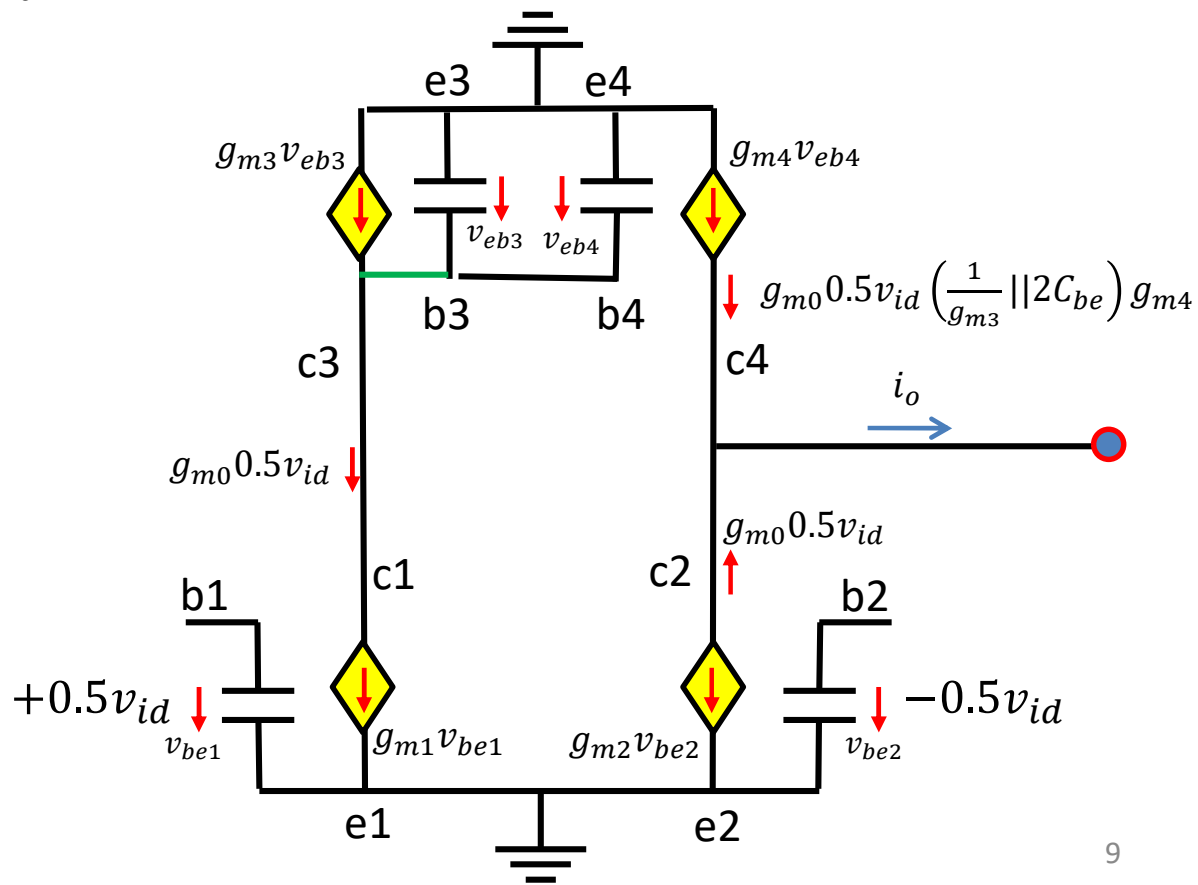 e3 e4
g_{m3}v_{eb3}
g_{m4}v_{eb4}
v_{eb3} v_{eb4}
b3 b4
g_{m0}0.5v_{id}(\frac{1}{g_{m3}}||2C_{be})g_{m4}
c3
c4
i_o
g_{m0}0.5v_{id}
g_{m0}0.5v_{id}
c1
c2
b1
b2
+0.5v_{id}
v_{be1}
g_{m1}v_{be1}
g_{m2}v_{be2}
v_{be2}
−0.5v_{id}
e1
e2
9